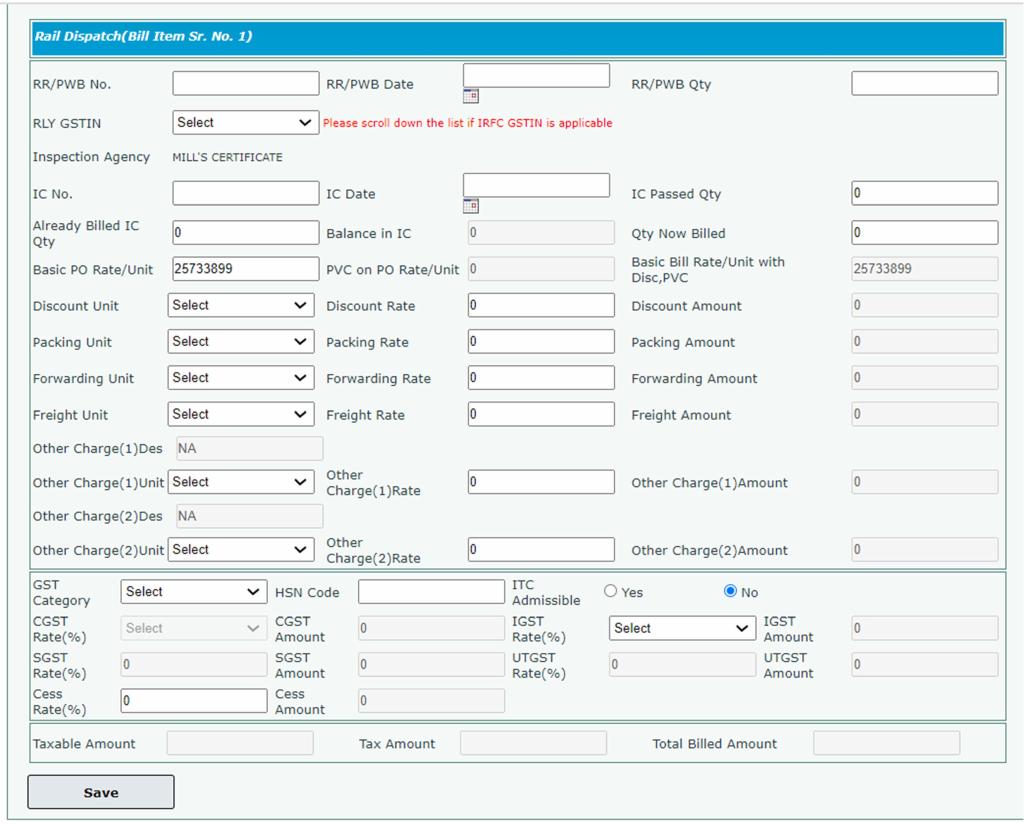 Rail Dispatch(Bill Item Sr. No. 1)
RR/PWB No. RR/PWB Date RR/PWB Qty
RLY GSTIN Select Please scroll down the list if IRFC GSTIN is applicable
Inspection Agency MILL'S CERTIFICATE
IC No. IC Date IC Passed Qty 0
Already Billed IC
Qty 0 Balance in IC 0 Qty Now Billed 0
Basic PO Rate/Unit 25733899 PVC on PO Rate/Unit 0 Basic Bill Rate/Unit with
Disc,PVC 25733899
Discount Unit Select Discount Rate 0 Discount Amount 0
Packing Unit Select Packing Rate 0 Packing Amount 0
Forwarding Unit Select Forwarding Rate 0 Forwarding Amount 0
Freight Unit Select Freight Rate 0 Freight Amount 0
Other Charge(1)Des NA
Other Charge(1)Unit Select Other
Charge(1)Rate 0 Other Charge(1)Amount 0
Other Charge(2)Des NA
Other Charge(2)Unit Select Other
Charge(2)Rate 0 Other Charge(2)Amount 0
GST
Category Select HSN Code ITC
Admissible Yes No
CGST
Rate(%) Select CGST
Amount 0 IGST
Rate(%) Select IGST
Amount 0
SGST
Rate(%) 0 SGST
Amount 0 UTGST
Rate(%) 0 UTGST
Amount 0
Cess
Rate(%) 0 Cess
Amount 0
Taxable Amount Tax Amount Total Billed Amount
Save